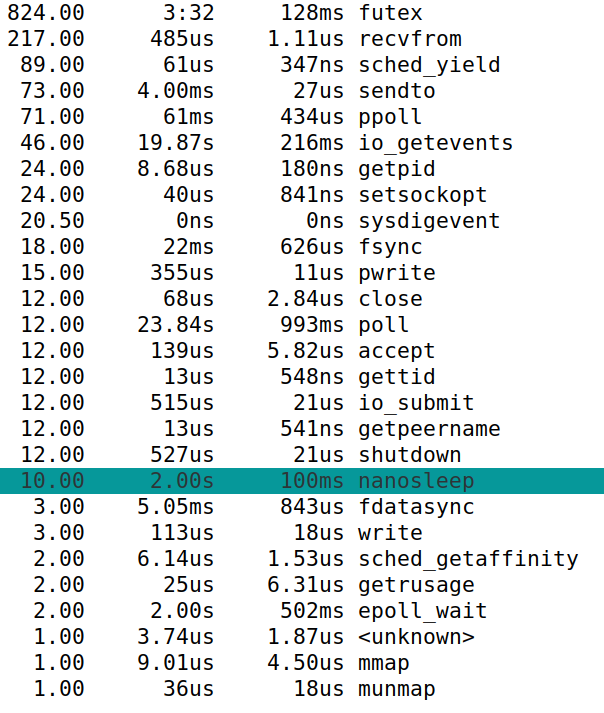 824.00 3:32 128ms futex
217.00 485us 1.11us recvfrom
89.00 61us 347ns sched_yield
73.00 4.00ms 27us sendto
71.00 61ms 434us ppoll
46.00 19.87s 216ms io_getevents
24.00 8.68us 180ns getpid
24.00 40us 841ns setsockopt
20.50 0ns 0ns sysdigevent
18.00 22ms 626us fsync
15.00 355us 11us pwrite
12.00 68us 2.84us close
12.00 23.84s 993ms poll
12.00 139us 5.82us accept
12.00 13us 548ns gettid
12.00 515us 21us io_submit
12.00 13us 541ns getpeername
12.00 527us 21us shutdown
10.00 2.00s 100ms nanosleep
3.00 5.05ms 843us fdatasync
3.00 113us 18us write
2.00 6.14us 1.53us sched_getaffinity
2.00 25us 6.31us getrusage
2.00 2.00s 502ms epoll_wait
1.00 3.74us 1.87us <unknown>
1.00 9.01us 4.50us mmap
1.00 36us 18us munmap